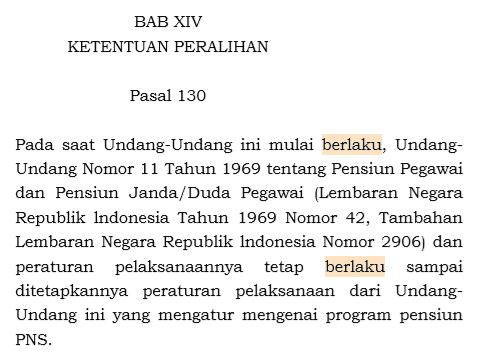 BAB XIV
KETENTUAN PERALIHAN
Pasal 130
Pada saat Undang-Undang ini mulai berlaku, Undang-
Undang Nomor 11 Tahun 1969 tentang Pensiun Pegawai
dan Pensiun Janda/Duda Pegawai (Lembaran Negara
Republik lndonesia Tahun 1969 Nomor 42, Tambahan
Lembaran Negara Republik lndonesia Nomor 2906) dan
peraturan pelaksanaannya tetap berlaku sampai
ditetapkannya peraturan pelaksanaan dari Undang-
Undang ini yang mengatur mengenai program pensiun
PNS.